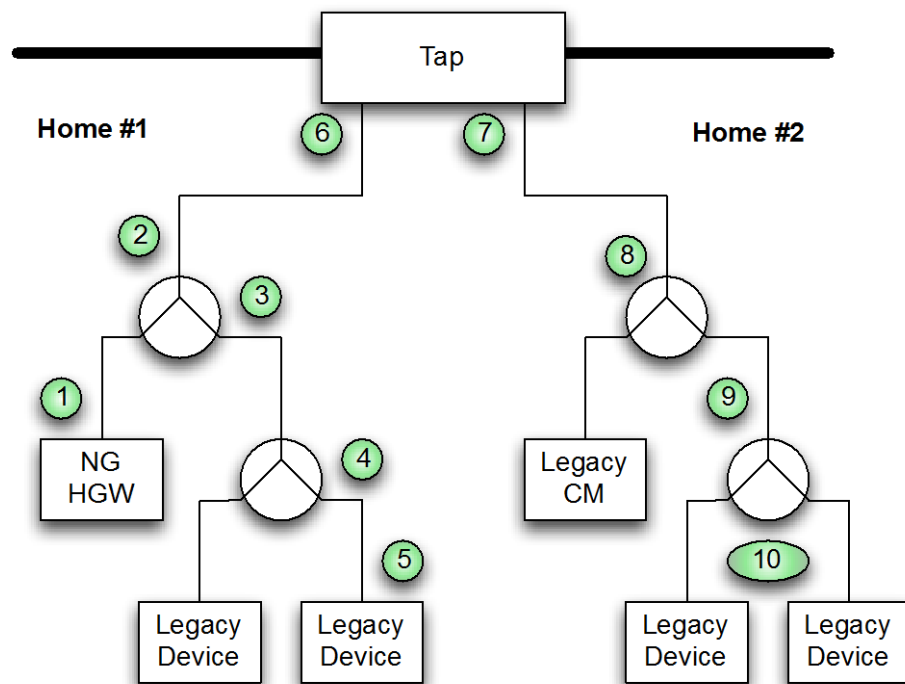 Tap
Home #1
6
7
Home #2
2
8
3
1
9
NG
HGW
4
Legacy
CM
5
10
Legacy
Device
Legacy
Device
Legacy
Device
Legacy
Device